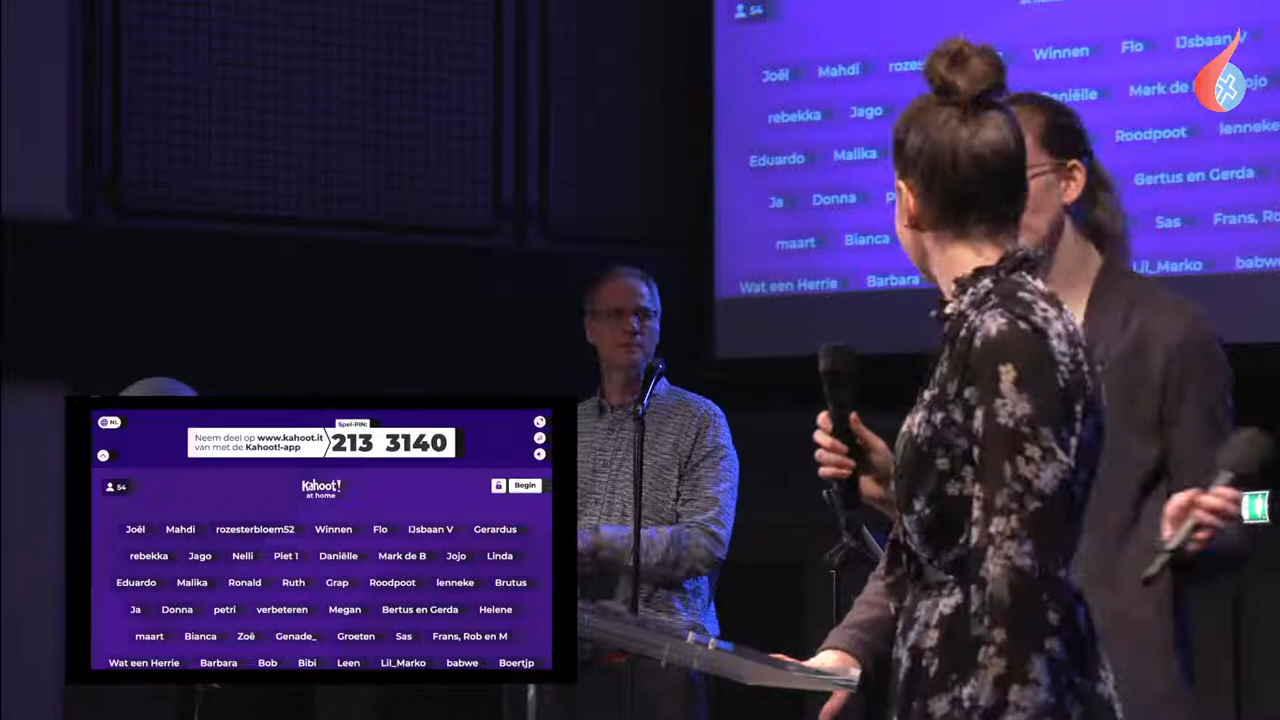 54
Winnen Flo IJsbaan V
Joël Mahdi
Daniëlle Mark de
rebekka Jago
Roodpoot lenneke
Eduardo Malika
Bertus en Gerda
Ja Donna
Sas Frans, Ro
maart Bianca
Lil_Marko babwe
Wat een Herrie Barbara
NL
Spel-PIN:
Neem deel op www.kahoot.it
van met de Kahoot!-app
213 3140
54
Kahoot!
at home
Begin
Joël Mahdi rozesterbloem52 Winnen Flo IJsbaan V Gerardus
rebekka Jago Nelli Piet 1 Daniëlle Mark de B Jojo Linda
Eduardo Malika Ronald Ruth Grap Roodpoot lenneke Brutus
Ja Donna petri verbeteren Megan Bertus en Gerda Helene
maart Bianca Zoë Genade_ Groeten Sas Frans, Rob en M
Wat een Herrie Barbara Bob Bibi Leen Lil_Marko babwe Boertjp